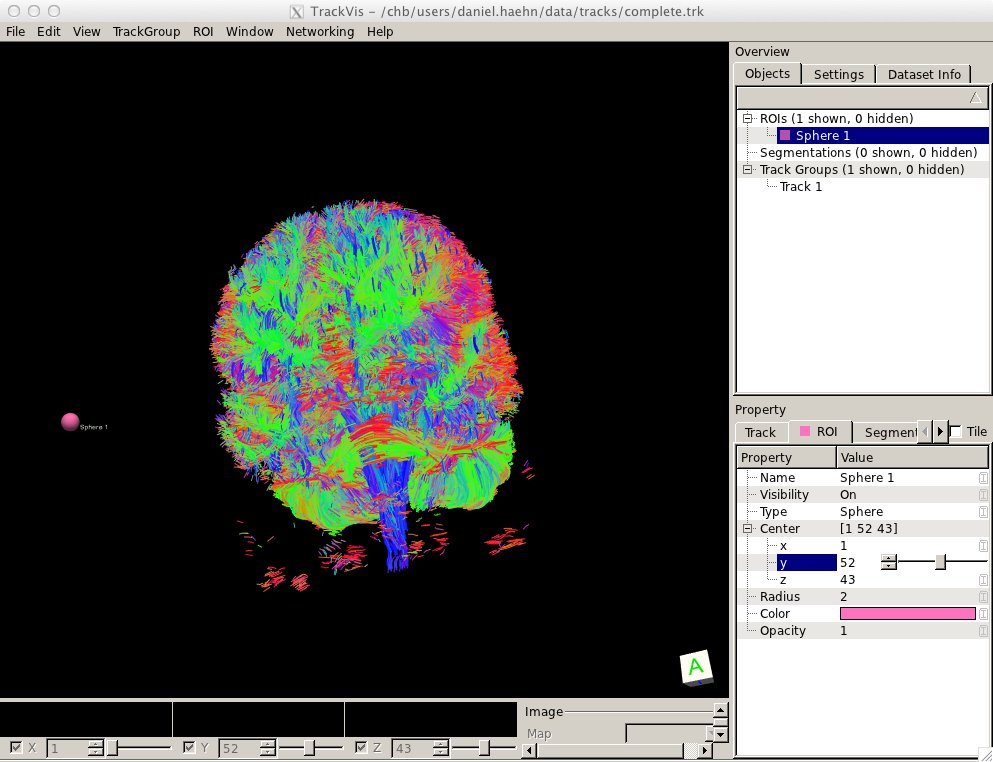 TrackVis – /chb/users/daniel.haehn/data/tracks/complete.trk
File Edit View TrackGroup ROI Window Networking Help
Overview
Objects Settings Dataset Info
ROIs (1 shown, 0 hidden)
Sphere 1
Segmentations (0 shown, 0 hidden)
Track Groups (1 shown, 0 hidden)
Track 1
Sphere 1
A
Property
Track ROI Segment Tile
Property Value
Name Sphere 1
Visibility On
Type Sphere
Center [1 52 43]
x 1
y 52
z 43
Radius 2
Color
Opacity 1
Image
Map
X 1 Y 52 Z 43